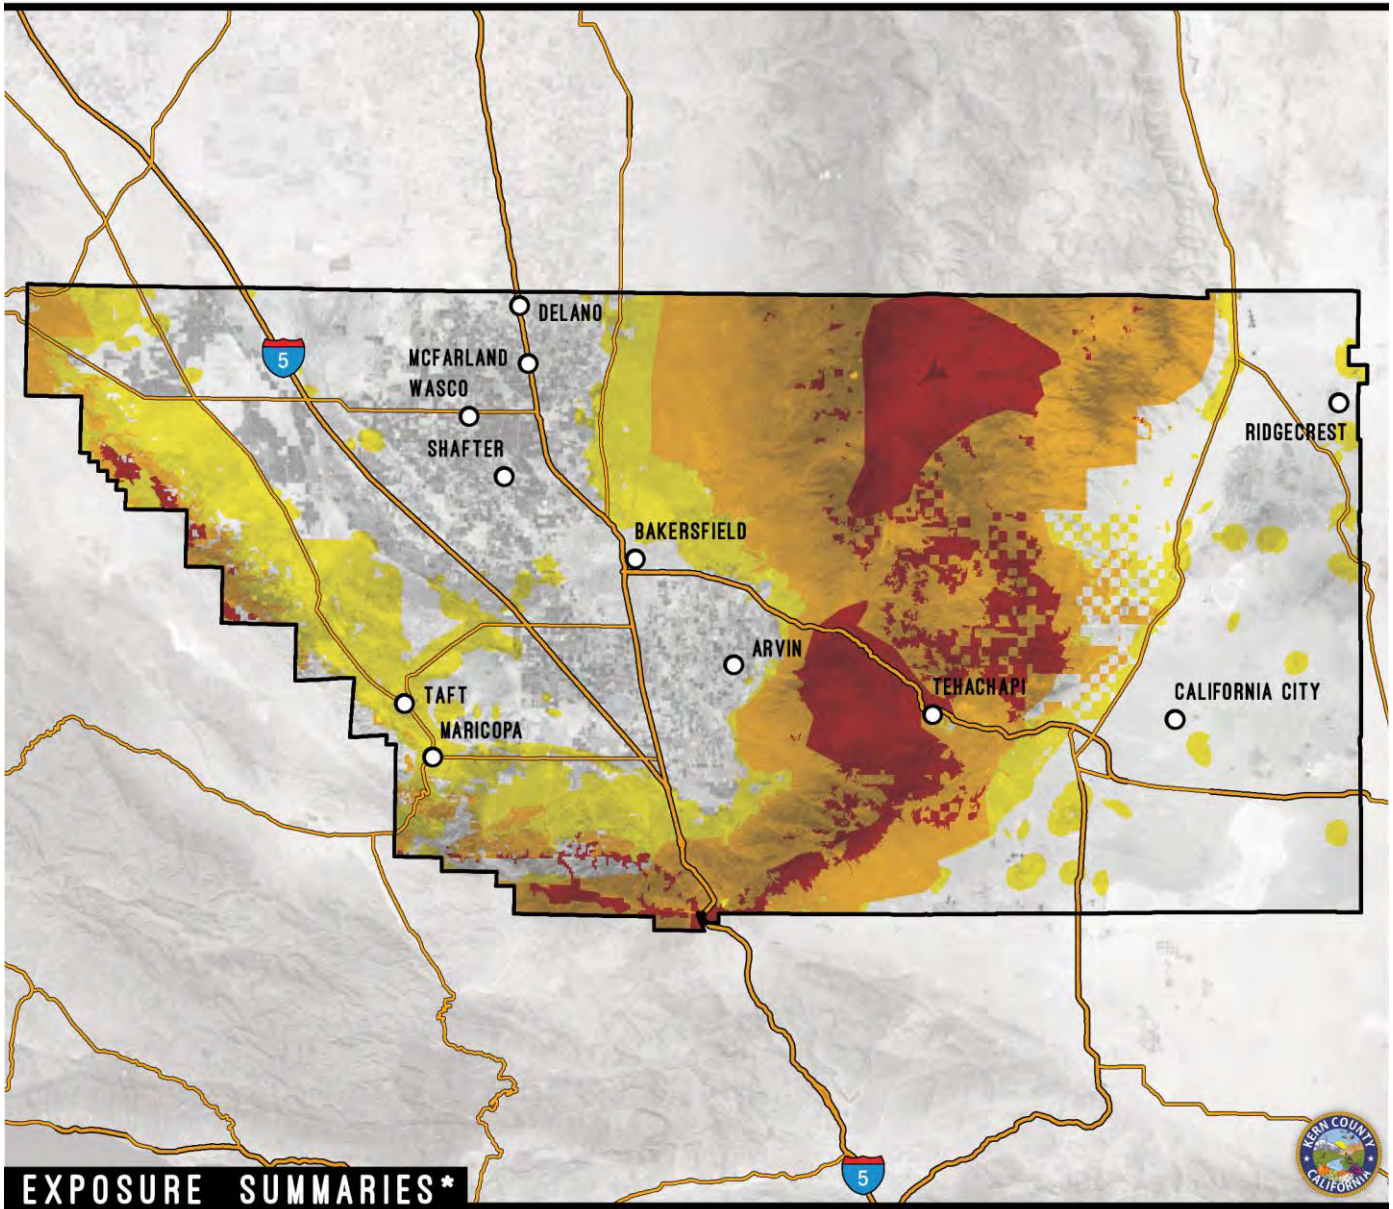 DELANO
5
MCFARLAND
WASCO
SHAFTER
RIDGECREST
BAKERSFIELD
ARVIN
TAFT
TEHACHAPI
CALIFORNIA CITY
MARICOPA
5
KERN COUNTY
CALIFORNIA
EXPOSURE SUMMARIES*